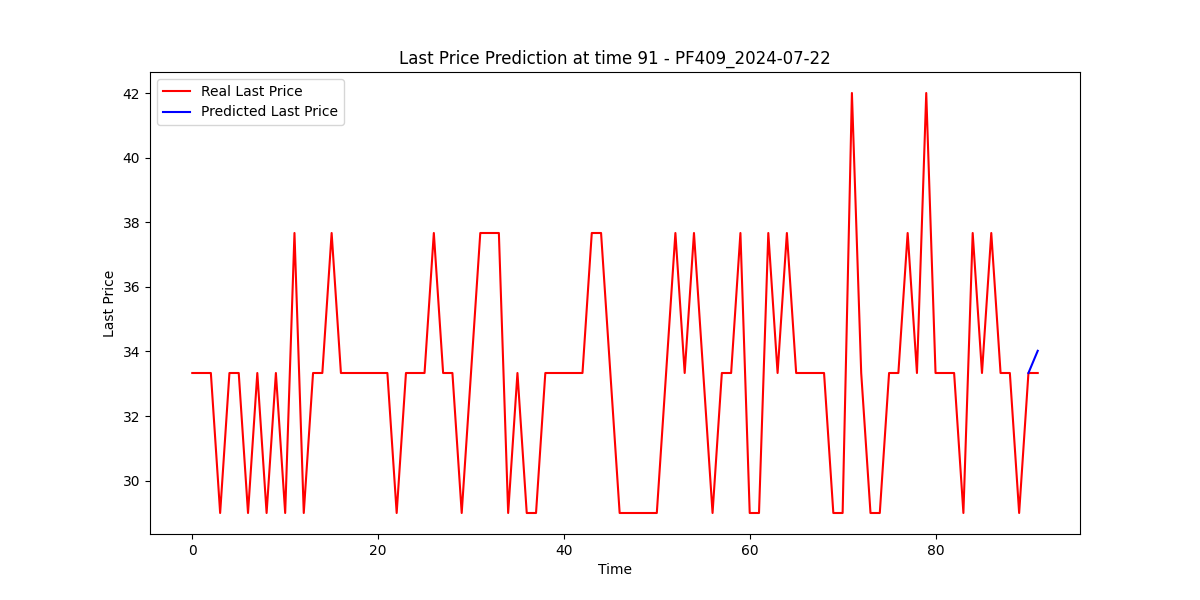 Last Price Prediction at time 91 - PF409_2024-07-22
Real Last Price
Predicted Last Price
42
40
38
36
34
32
30
Last Price
0 20 40 60 80
Time